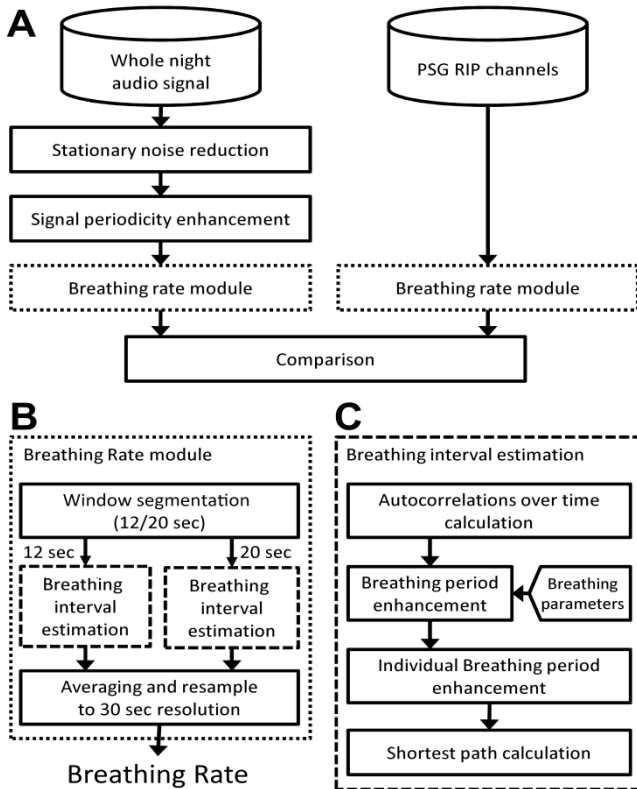 A
Whole night
audio signal
PSG RIP channels
Stationary noise reduction
Signal periodicity enhancement
Breathing rate module
Breathing rate module
Comparison
B
Breathing Rate module
Window segmentation
(12/20 sec)
12 sec
20 sec
Breathing
interval
estimation
Breathing
interval
estimation
Averaging and resample
to 30 sec resolution
Breathing Rate
C
Breathing interval estimation
Autocorrelations over time
calculation
Breathing period
enhancement
Breathing
parameters
Individual Breathing period
enhancement
Shortest path calculation